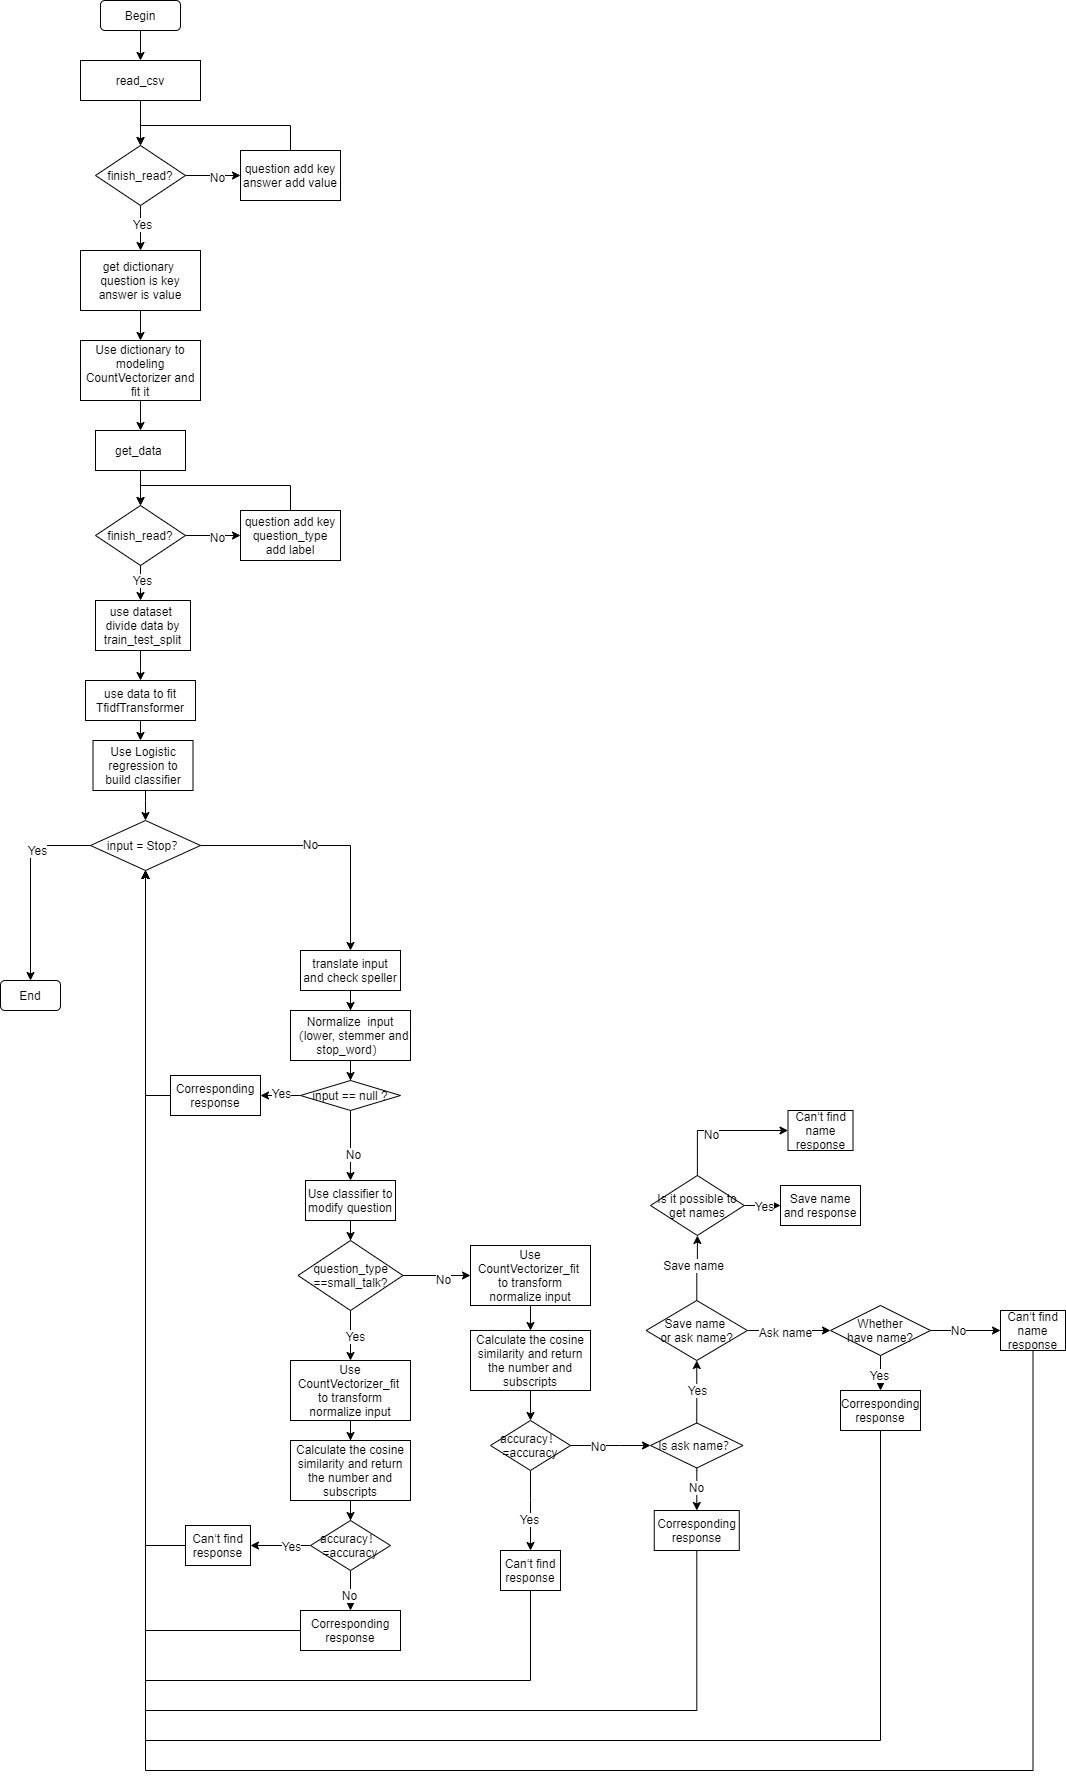 Begin
read_csv
finish_read?
No
question add key
answer add value
Yes
get dictionary
question is key
answer is value
Use dictionary to
modeling
CountVectorizer and
fit it
get_data
finish_read?
No
question add key
question_type
add label
Yes
use dataset
divide data by
train_test_split
use data to fit
TfidfTransformer
Use Logistic
regression to
build classifier
input = Stop?
Yes
No
End
translate input
and check speller
Normalize  input
（lower, stemmer and
stop_word）
input == null ?
Yes
Corresponding
response
No
Use classifier to
modify question
question_type
==small_talk?
No
Yes
Use
CountVectorizer_fit
to transform
normalize input
Calculate the cosine
similarity and return
the number and
subscripts
accuracy！
=accuracy
Yes
Can't find
response
No
Corresponding
response
Use
CountVectorizer_fit
to transform
normalize input
Calculate the cosine
similarity and return
the number and
subscripts
accuracy！
=accuracy
No
Yes
Can't find
response
Is ask name?
No
Corresponding
response
Yes
Save name
or ask name?
Save name
Ask name
Is it possible to
get names
No
Can't find
name
response
Yes
Save name
and response
Whether
have name?
No
Can't find
name
response
Yes
Corresponding
response